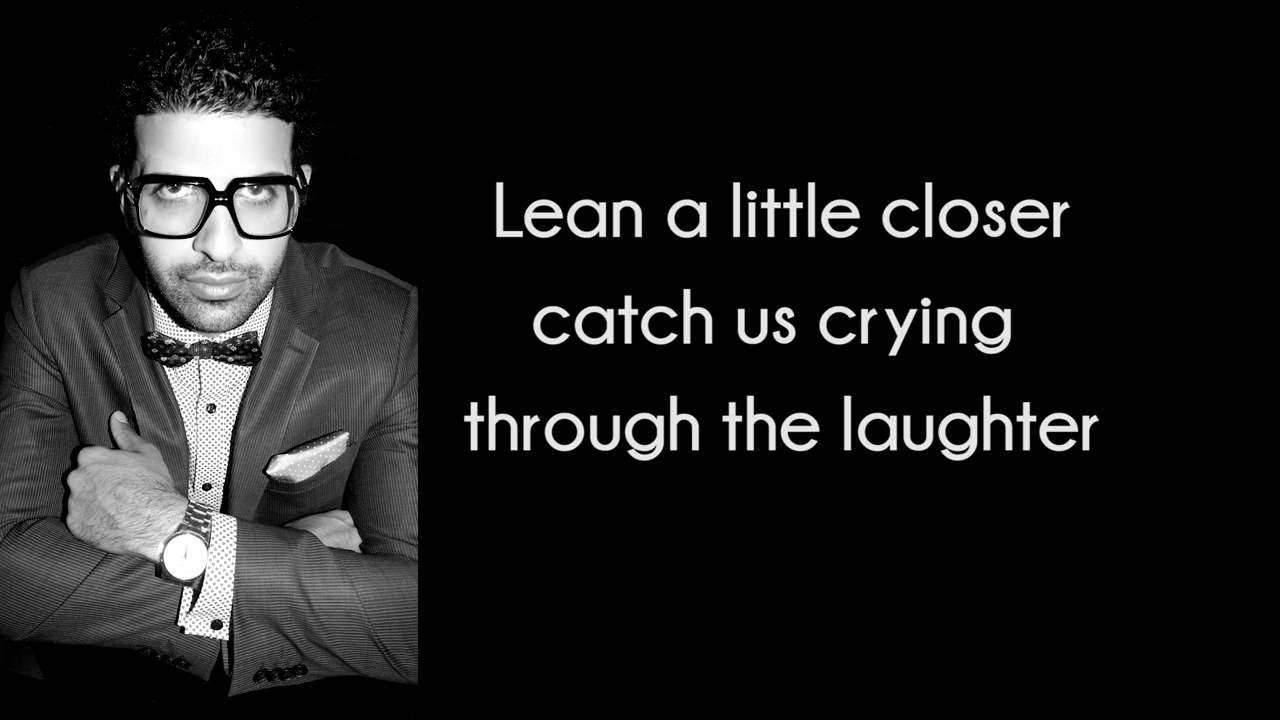 Lean a little closer
catch us crying
through the laughter